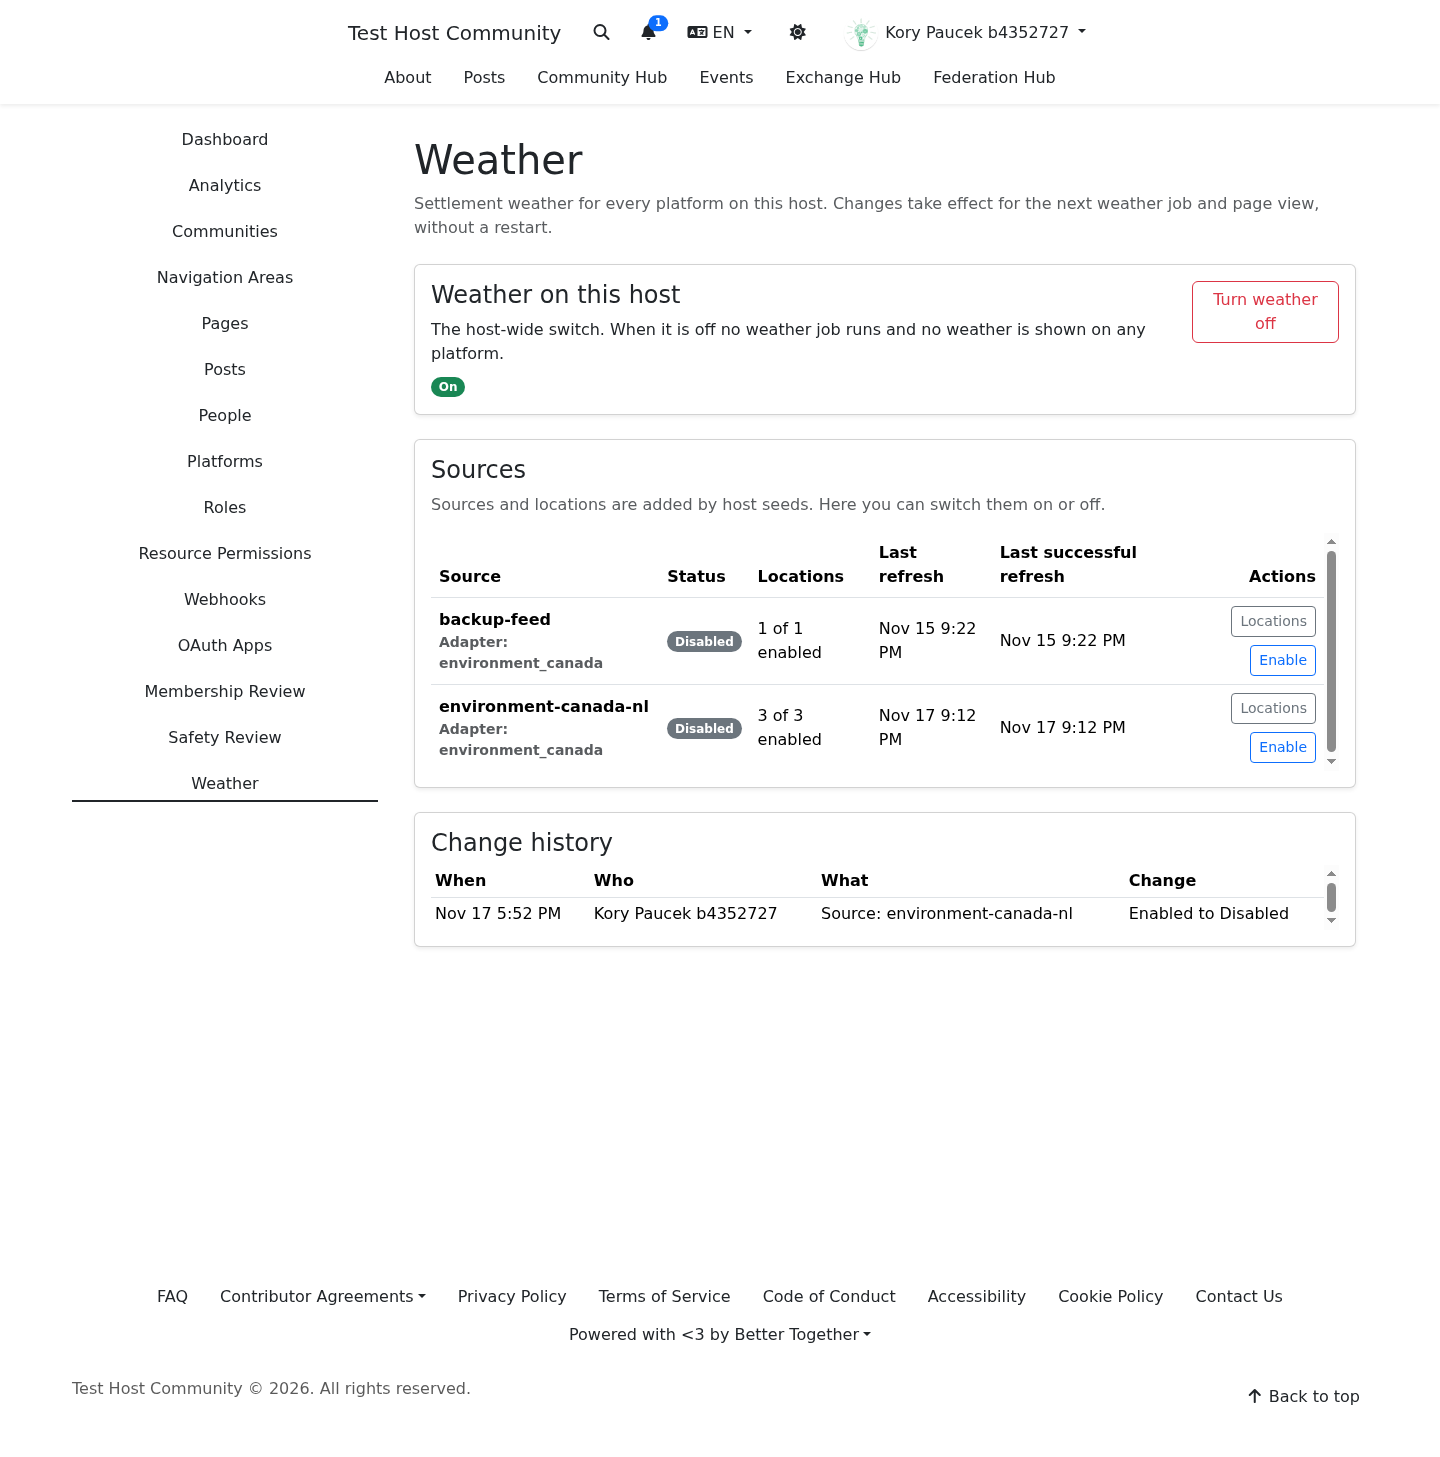 Test Host Community
1
EN
Kory Paucek b4352727
About Posts Community Hub Events Exchange Hub Federation Hub
Dashboard
Analytics
Communities
Navigation Areas
Pages
Posts
People
Platforms
Roles
Resource Permissions
Webhooks
OAuth Apps
Membership Review
Safety Review
Weather
Weather
Settlement weather for every platform on this host. Changes take effect for the next weather job and page view,
without a restart.
Weather on this host
The host-wide switch. When it is off no weather job runs and no weather is shown on any
platform.
On
Turn weather
off
Sources
Sources and locations are added by host seeds. Here you can switch them on or off.
Source Status Locations Last refresh Last successful refresh Actions
backup-feed
Adapter:
environment_canada
Disabled
1 of 1
enabled
Nov 15 9:22
PM
Nov 15 9:22 PM
Locations
Enable
environment-canada-nl
Adapter:
environment_canada
Disabled
3 of 3
enabled
Nov 17 9:12
PM
Nov 17 9:12 PM
Locations
Enable
Change history
When Who What Change
Nov 17 5:52 PM Kory Paucek b4352727 Source: environment-canada-nl Enabled to Disabled
FAQ Contributor Agreements Privacy Policy Terms of Service Code of Conduct Accessibility Cookie Policy Contact Us
Powered with <3 by Better Together
Test Host Community © 2026. All rights reserved.
Back to top